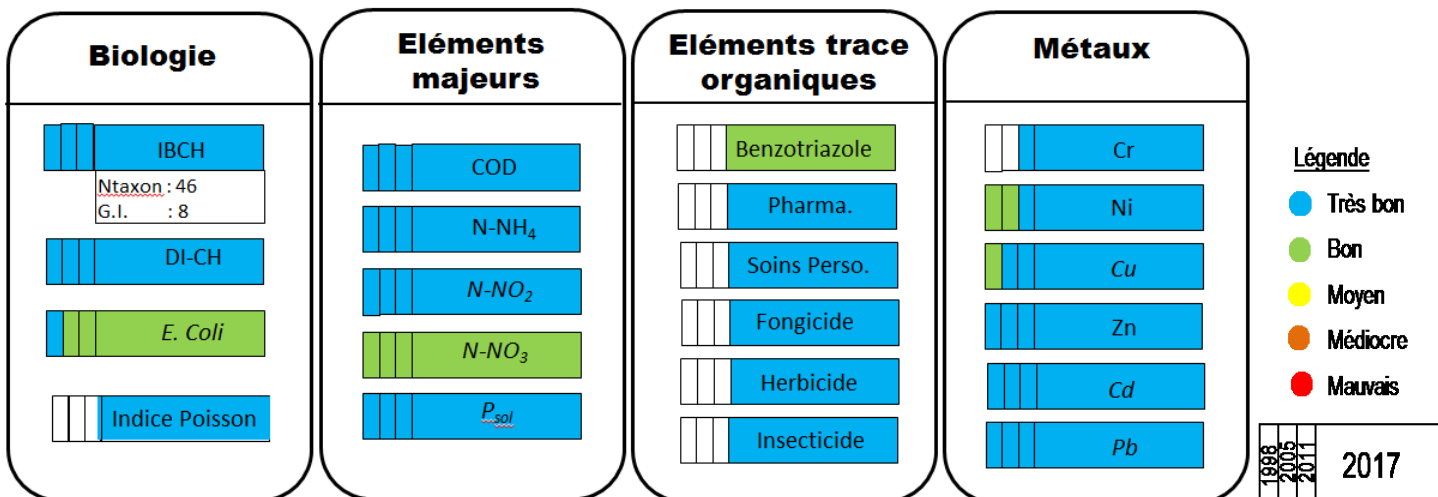 Biologie
IBCH
Ntaxon : 46
G.I. : 8
DI-CH
E. Coli
Indice Poisson
Eléments
majeurs
COD
N-NH4
N-NO2
N-NO3
Psol
Eléments trace
organiques
Benzotriazole
Pharma.
Soins Perso.
Fongicide
Herbicide
Insecticide
Métaux
Cr
Ni
Cu
Zn
Cd
Pb
Légende
Très bon
Bon
Moyen
Médiocre
Mauvais
1998
2005
2011
2017